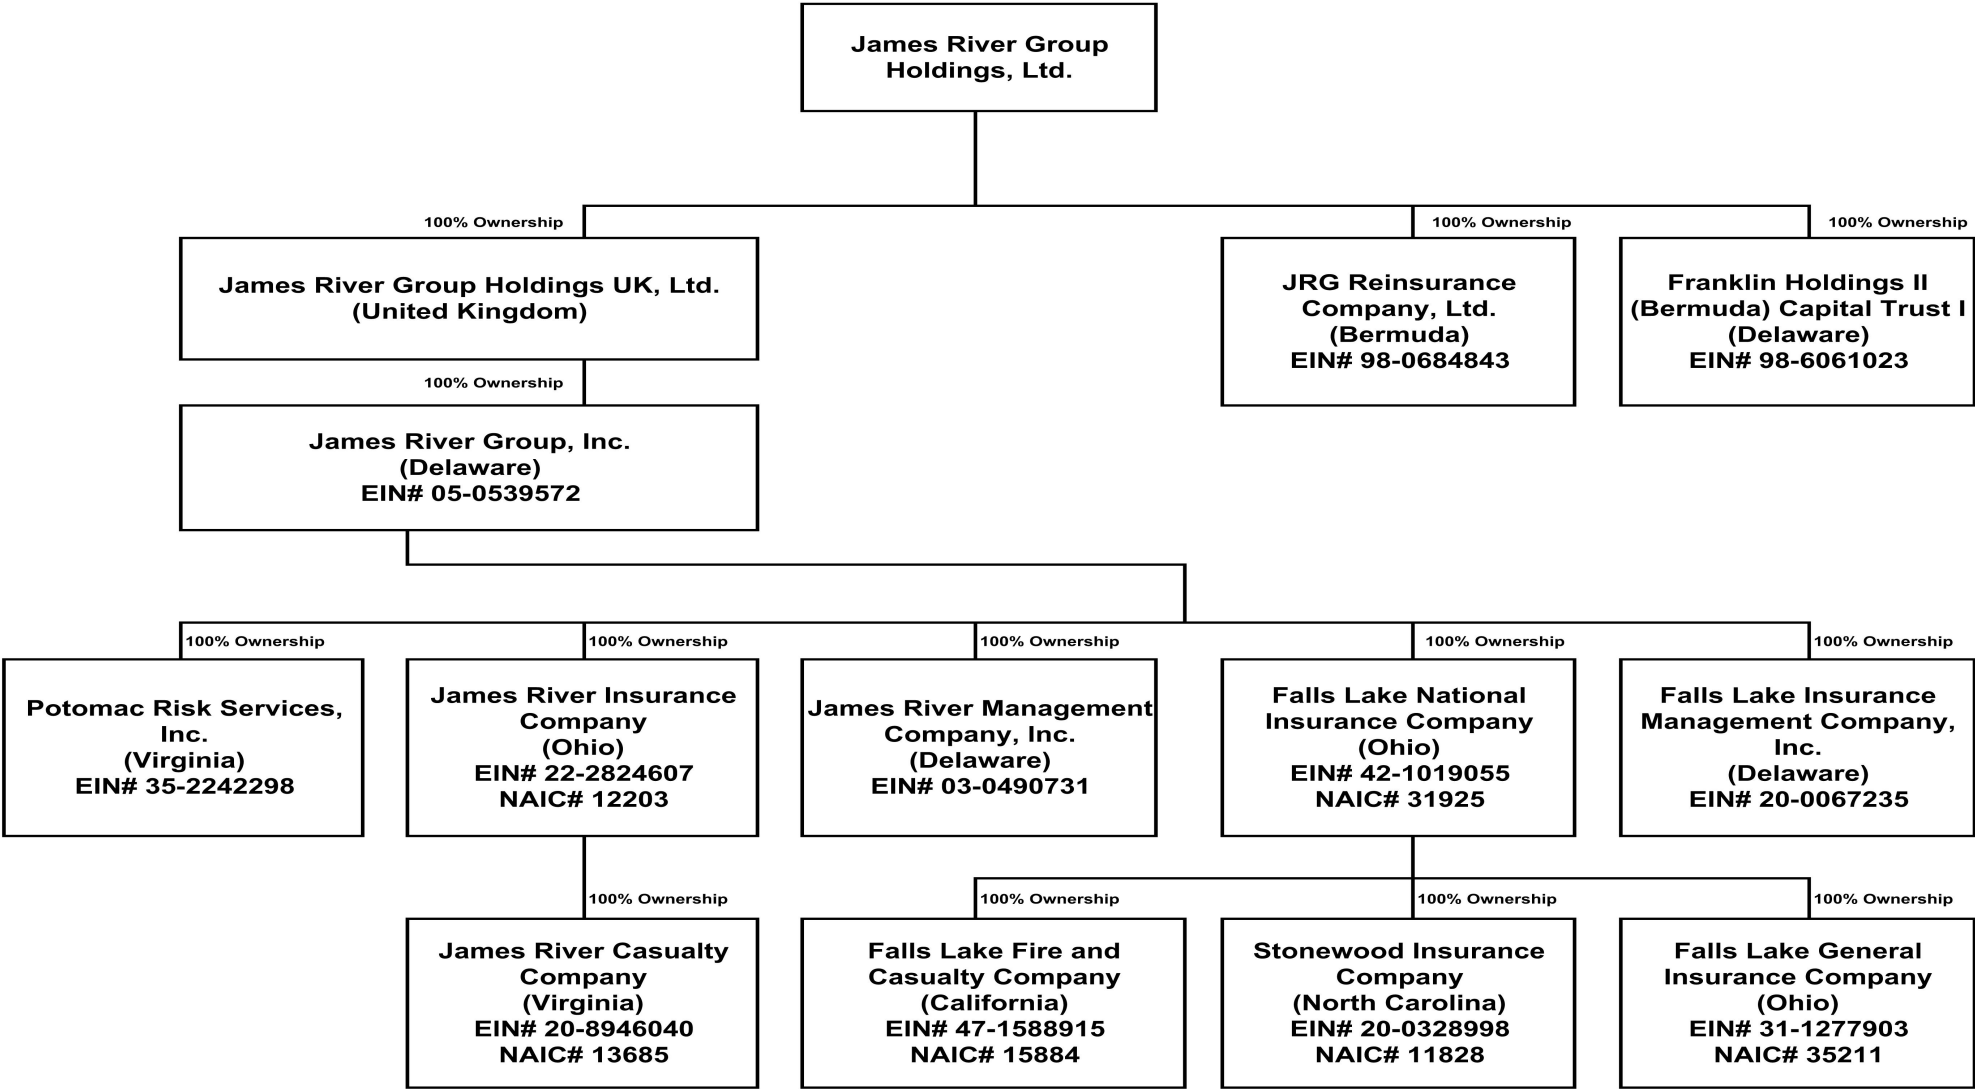 James River Group
Holdings, Ltd.
100% Ownership
100% Ownership
100% Ownership
James River Group Holdings UK, Ltd.
(United Kingdom)
JRG Reinsurance
Company, Ltd.
(Bermuda)
EIN# 98-0684843
Franklin Holdings II
(Bermuda) Capital Trust I
(Delaware)
EIN# 98-6061023
100% Ownership
James River Group, Inc.
(Delaware)
EIN# 05-0539572
100% Ownership
100% Ownership
100% Ownership
100% Ownership
100% Ownership
Potomac Risk Services,
Inc.
(Virginia)
EIN# 35-2242298
James River Insurance
Company
(Ohio)
EIN# 22-2824607
NAIC# 12203
James River Management
Company, Inc.
(Delaware)
EIN# 03-0490731
Falls Lake National
Insurance Company
(Ohio)
EIN# 42-1019055
NAIC# 31925
Falls Lake Insurance
Management Company,
Inc.
(Delaware)
EIN# 20-0067235
100% Ownership
100% Ownership
100% Ownership
100% Ownership
James River Casualty
Company
(Virginia)
EIN# 20-8946040
NAIC# 13685
Falls Lake Fire and
Casualty Company
(California)
EIN# 47-1588915
NAIC# 15884
Stonewood Insurance
Company
(North Carolina)
EIN# 20-0328998
NAIC# 11828
Falls Lake General
Insurance Company
(Ohio)
EIN# 31-1277903
NAIC# 35211